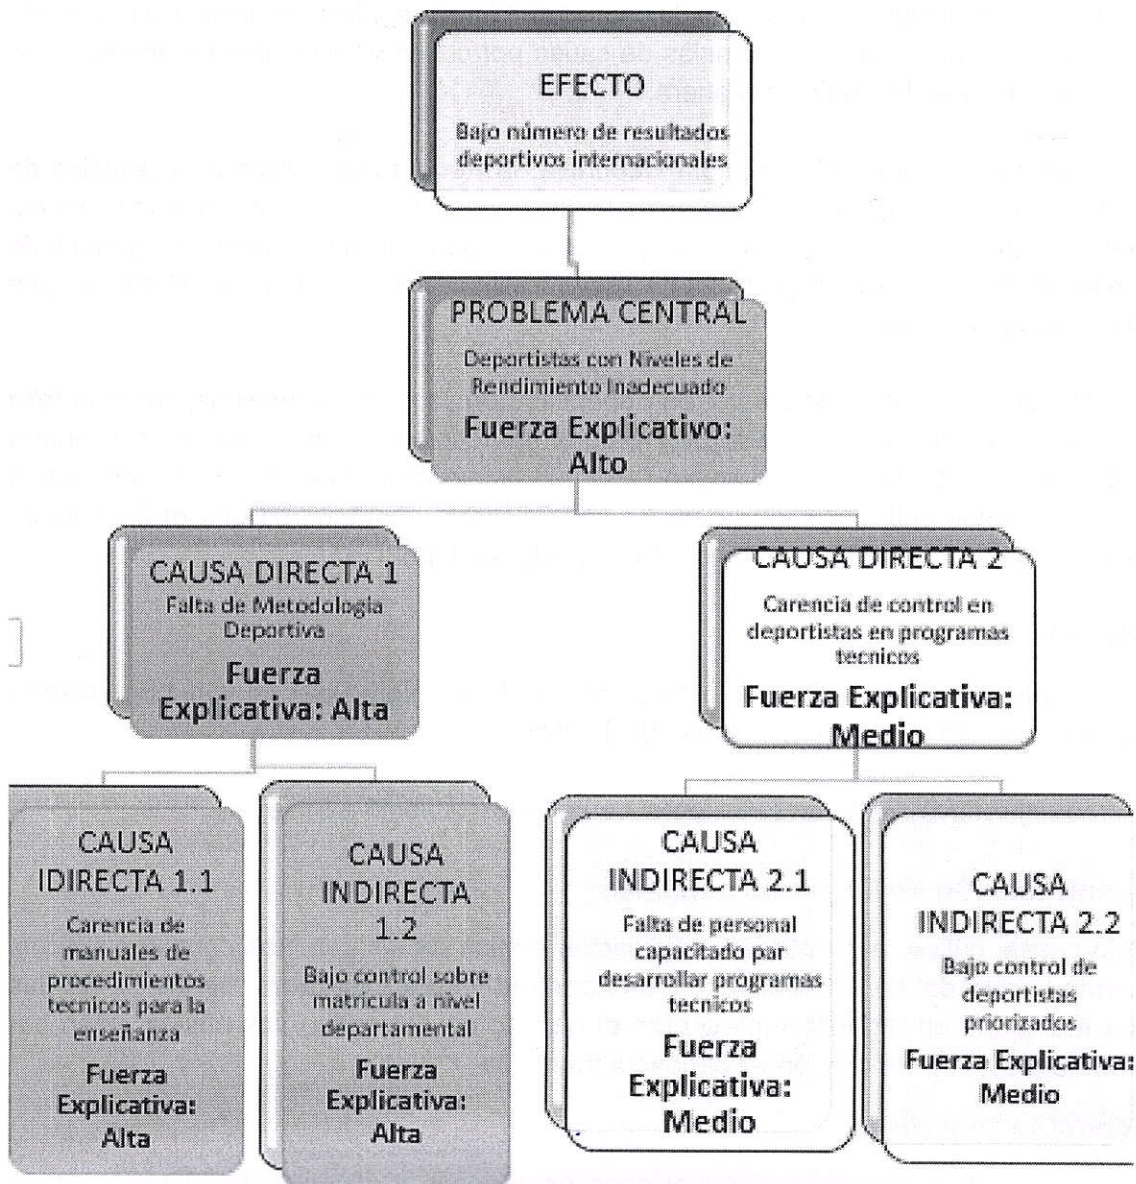 EFECTO
Bajo número de resultados
deportivos internacionales
PROBLEMA CENTRAL
Deportistas con Niveles de
Rendimiento Inadecuado
Fuerza Explicativo:
Alto
CAUSA DIRECTA 1
Falta de Metodologia
Deportiva
Fuerza
Explicativa: Alta
CAUSA DIRECTA 2
Carencia de control en
deportistas en programas
tecnicos
Fuerza Explicativa:
Medio
CAUSA
IDIRECTA 1.1
Carencia de
manuales de
procedimientos
tecnicos para la
enseñanza
Fuerza
Explicativa:
Alta
CAUSA
INDIRECTA
1.2
Bajo control sobre
matricula a nivel
departamental
Fuerza
Explicativa:
Alta
CAUSA
INDIRECTA 2.1
Falta de personal
capacitado par
desarrollar programas
tecnicos
Fuerza
Explicativa:
Medio
CAUSA
INDIRECTA 2.2
Bajo control de
deportistas
priorizados
Fuerza Explicativa:
Medio